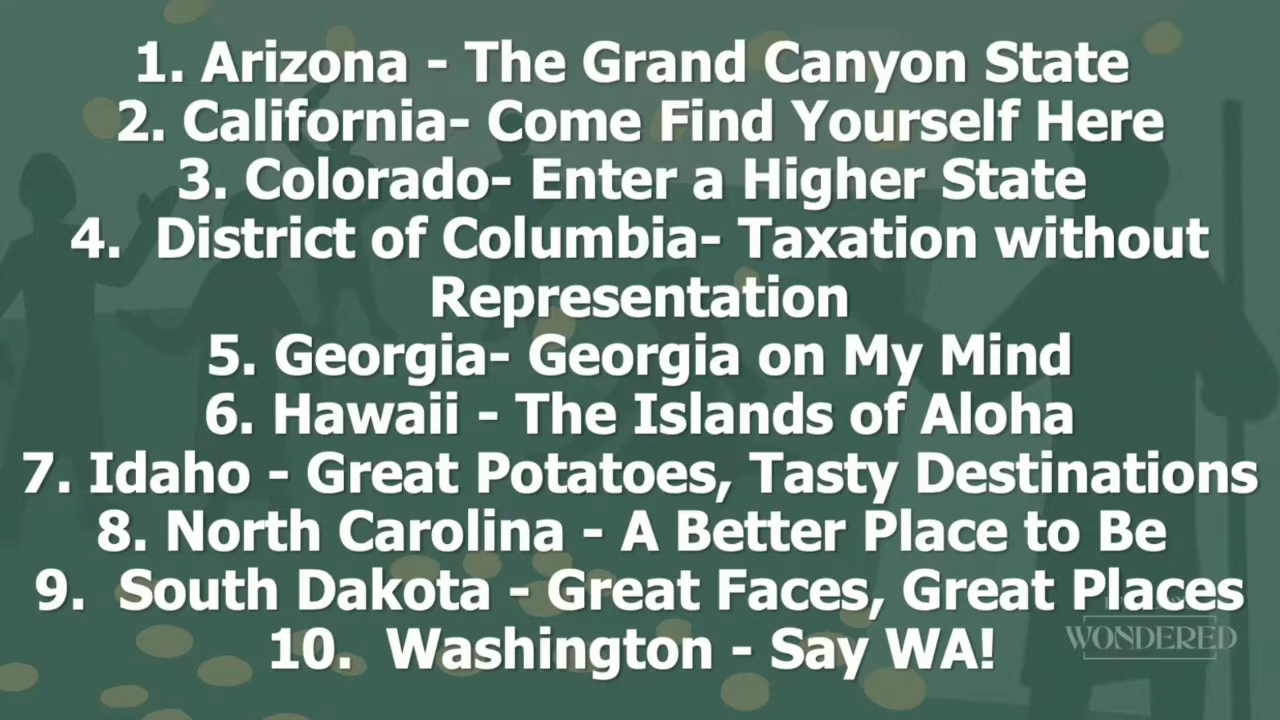 1. Arizona - The Grand Canyon State
2. California- Come Find Yourself Here
3. Colorado- Enter a Higher State
4.  District of Columbia- Taxation without
Representation
5. Georgia- Georgia on My Mind
6. Hawaii - The Islands of Aloha
7. Idaho - Great Potatoes, Tasty Destinations
8. North Carolina - A Better Place to Be
9.  South Dakota - Great Faces, Great Places
10.  Washington - Say WA!
WONDERED